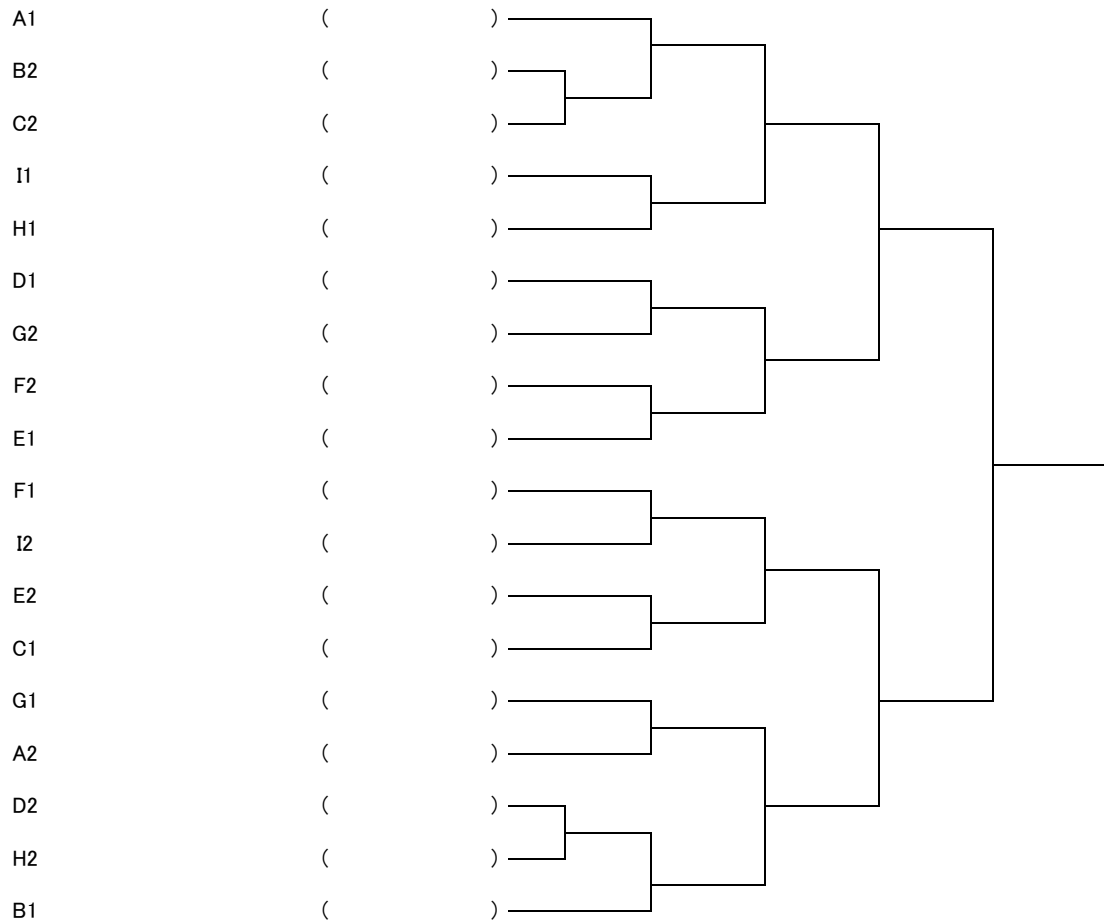 A1 ( )
B2 ( )
C2 ( )
I1 ( )
H1 ( )
D1 ( )
G2 ( )
F2 ( )
E1 ( )
F1 ( )
I2 ( )
E2 ( )
C1 ( )
G1 ( )
A2 ( )
D2 ( )
H2 ( )
B1 ( )